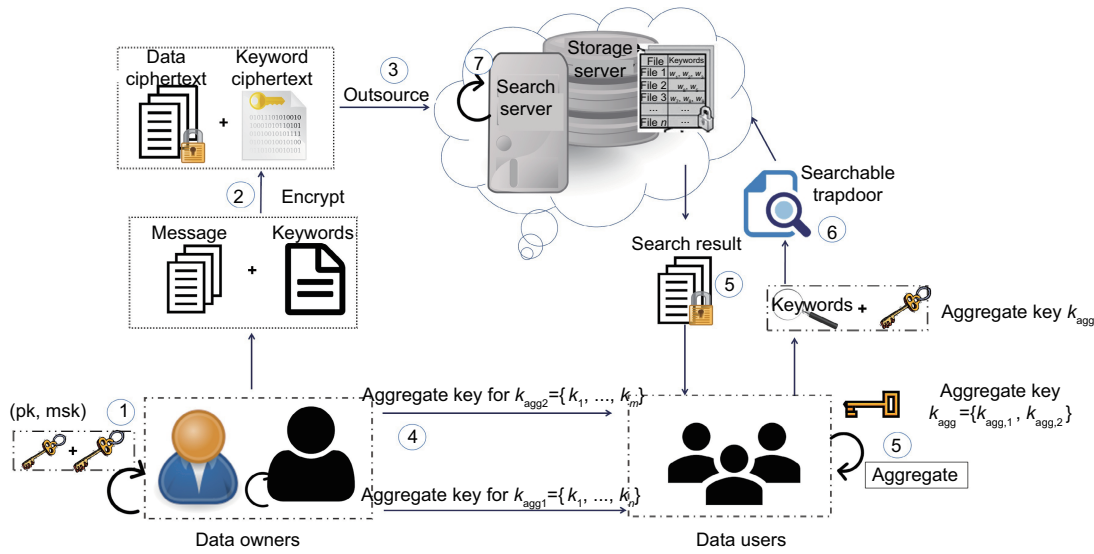 Data
ciphertext
+
Keyword
ciphertext
01011101010010
10001010110101
0010100101111
3
Outsource
7
Search
server
Storage
server
File Keywords
File 1
File 2
File 3
... ...
File n ...
2
Encrypt
Message
+
Keywords
Searchable
trapdoor
6
Search result
5
Keywords +
Aggregate key k_agg
(pk, msk)
1
+
Aggregate key for k_agg2={ k_1, ..., k_m}
4
Aggregate key for k_agg1={ k_1, ..., k_n}
Aggregate key
k_agg ={k_agg,1 , k_agg,2}
5
Aggregate
Data owners
Data users